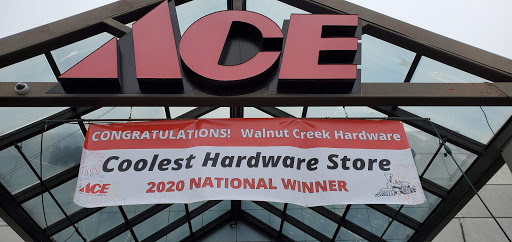 ACE
CONGRATULATIONS! Walnut Creek Hardware
Coolest Hardware Store
2020 NATIONAL WINNER
ACE